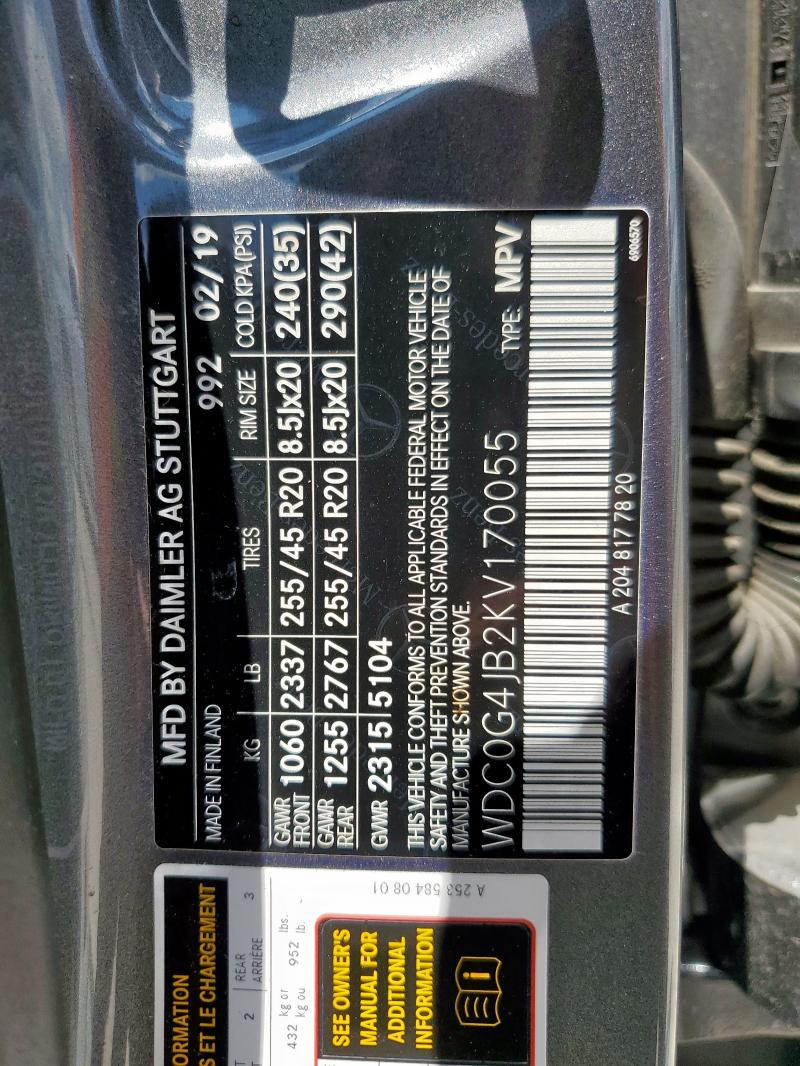 MFD BY DAIMLER AG STUTTGART
MADE IN FINLAND 992 02/19
KG LB TIRES RIM SIZE COLD KPA(PSI)
GAWR FRONT 1060 2337 255/45 R20 8.5Jx20 240(35)
GAWR REAR 1255 2767 255/45 R20 8.5Jx20 290(42)
GVWR 2315 5104
THIS VEHICLE CONFORMS TO ALL APPLICABLE FEDERAL MOTOR VEHICLE
SAFETY AND THEFT PREVENTION STANDARDS IN EFFECT ON THE DATE OF
MANUFACTURE SHOWN ABOVE.
WDC0G4JB2KV170055 TYPE: MPV
A 204 817 78 20
6906570
ORMATION
S ET LE CHARGEMENT
2 REAR 3
ARRIÈRE
432 kg or 952 lbs.
kg ou lb.
SEE OWNER'S
MANUAL FOR
ADDITIONAL
INFORMATION
A 253 584 08 01